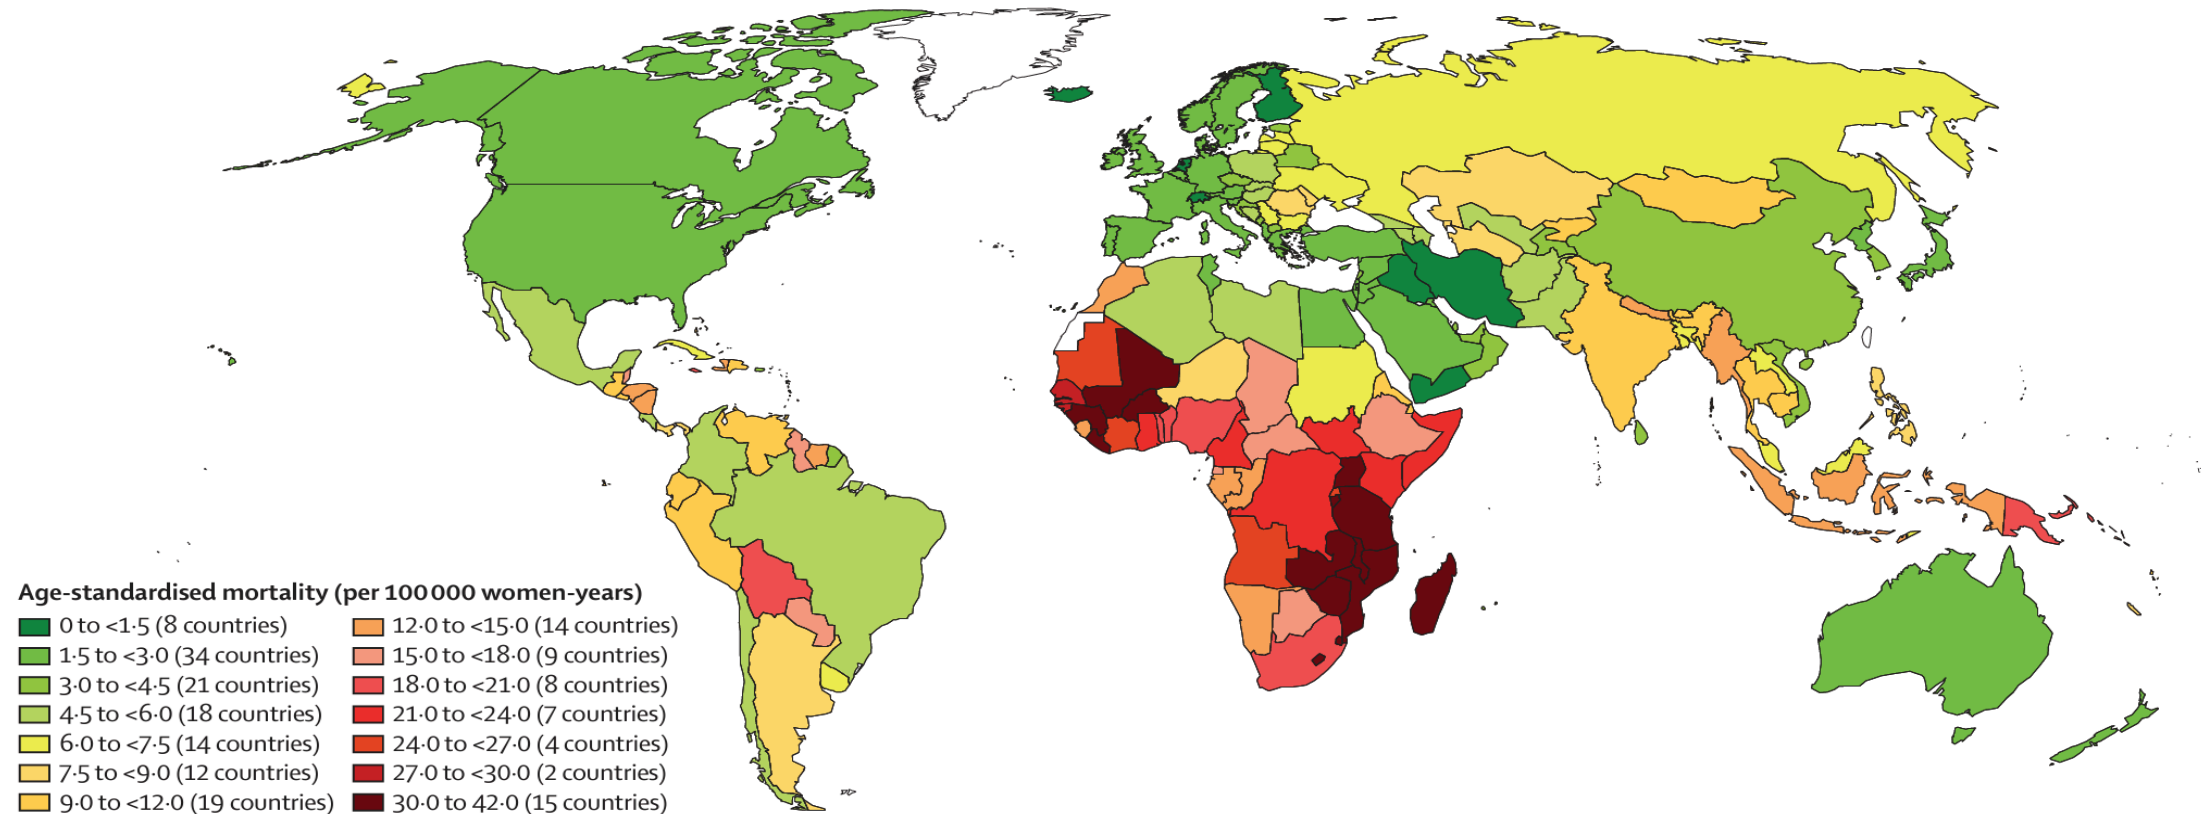 Age-standardised mortality (per 100 000 women-years)
0 to <1·5 (8 countries)
1·5 to <3·0 (34 countries)
3·0 to <4·5 (21 countries)
4·5 to <6·0 (18 countries)
6·0 to <7·5 (14 countries)
7·5 to <9·0 (12 countries)
9·0 to <12·0 (19 countries)
12·0 to <15·0 (14 countries)
15·0 to <18·0 (9 countries)
18·0 to <21·0 (8 countries)
21·0 to <24·0 (7 countries)
24·0 to <27·0 (4 countries)
27·0 to <30·0 (2 countries)
30·0 to 42·0 (15 countries)